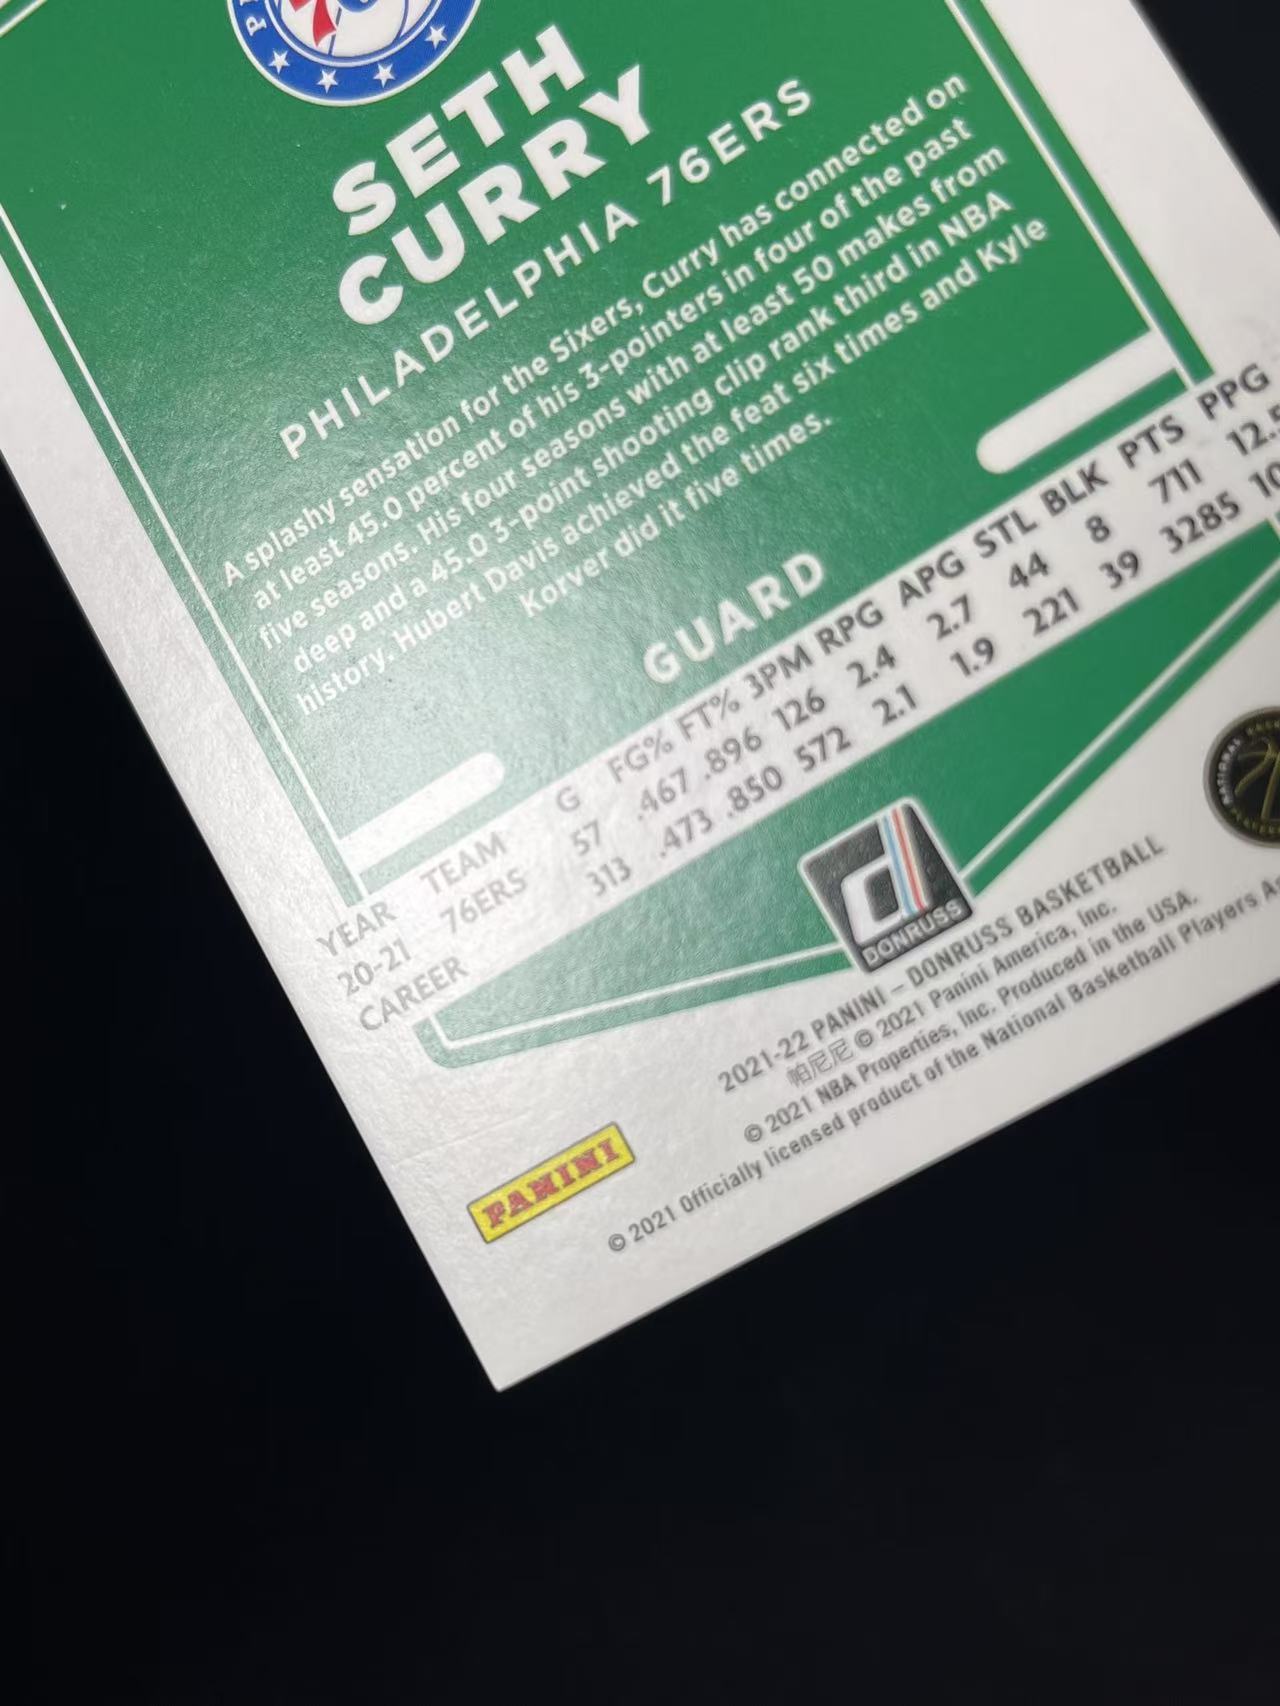 SETH
CURRY
PHILADELPHIA 76ERS
A splashy sensation for the Sixers, Curry has connected on
at least 45.0 percent of his 3-pointers in four of the past
five seasons. His four seasons with at least 50 makes from
deep and a 45.0 3-point shooting clip rank third in NBA
history. Hubert Davis achieved the feat six times and Kyle
Korver did it five times.
GUARD
YEAR TEAM G FG% FT% 3PM RPG APG STL BLK PTS PPG
20-21 76ERS 57 .467 .896 126 2.4 2.7 44 8 711 12.5
CAREER 313 .473 .850 572 2.1 1.9 221 39 3285 10
DONRUSS
2021-22 PANINI – DONRUSS BASKETBALL
帕尼尼 © 2021 Panini America, Inc.
© 2021 NBA Properties, Inc. Produced in the USA.
© 2021 Officially licensed product of the National Basketball Players
PANINI